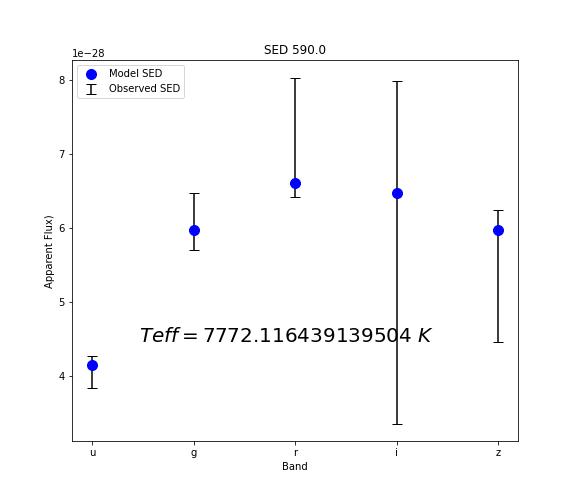 SED 590.0
1e−28
Model SED
Observed SED
8
7
6
5
4
Apparent Flux)
Teff = 7772.116439139504 K
u g r i z
Band